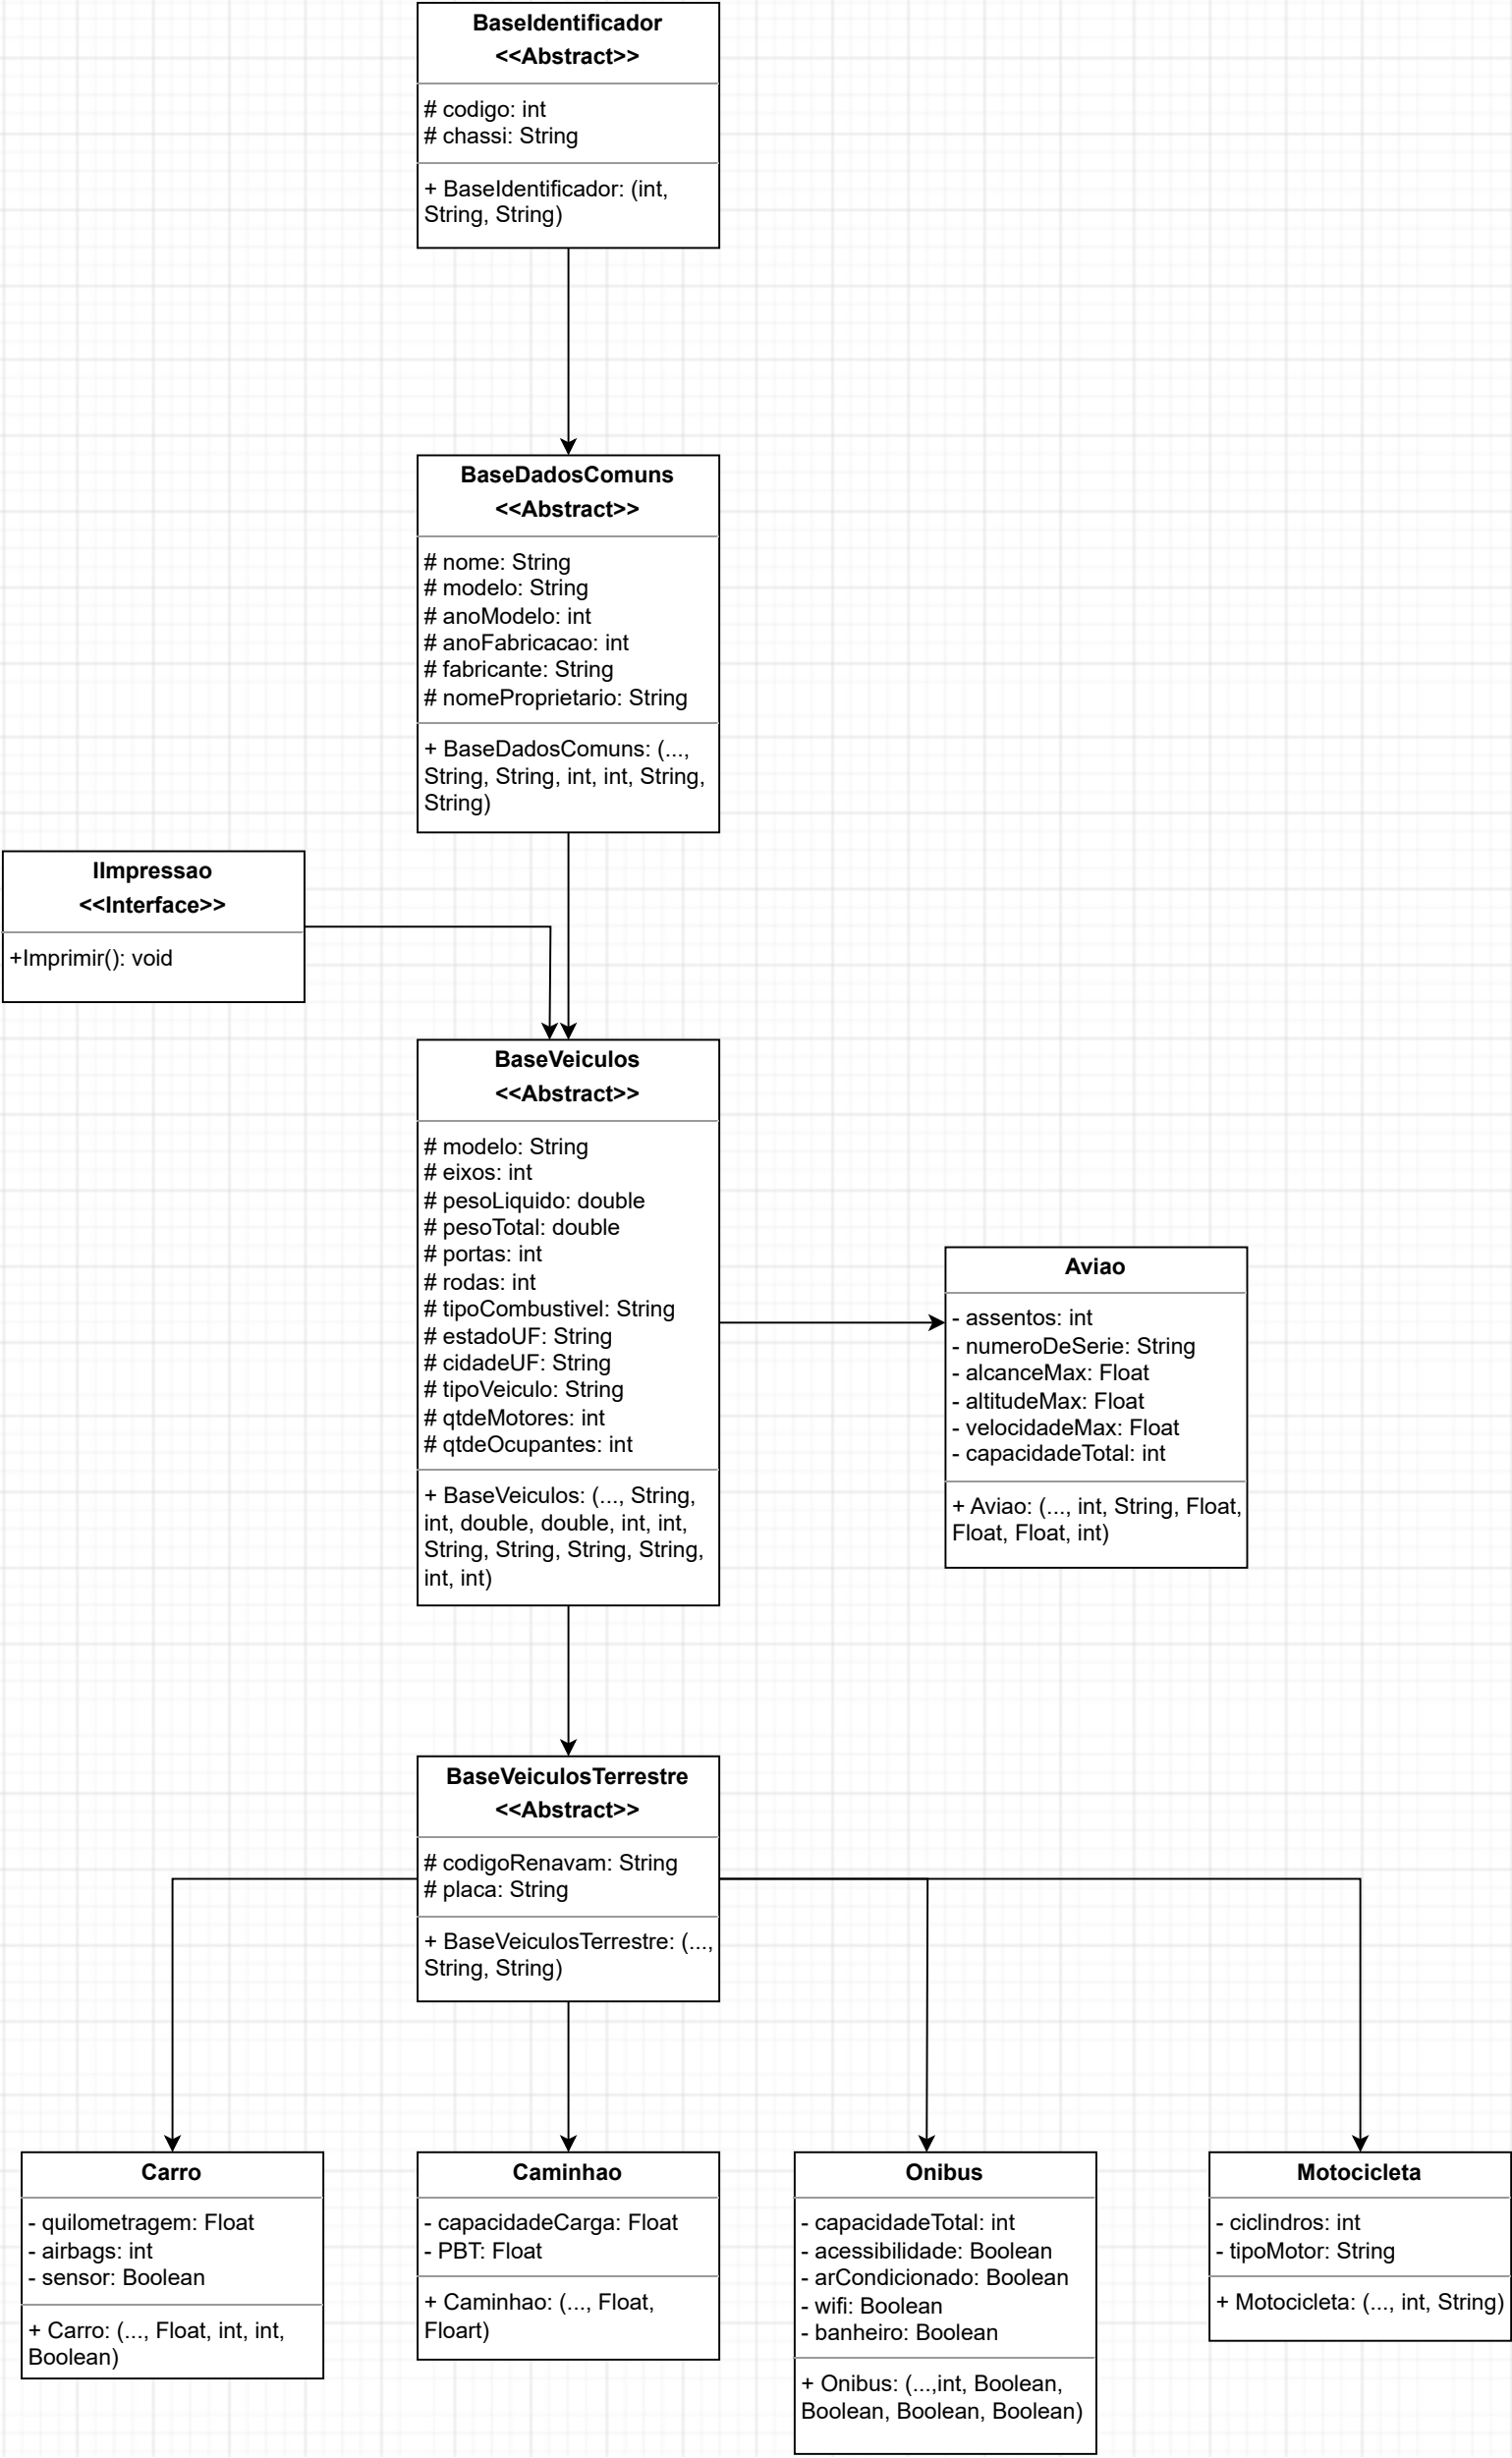 BaseIdentificador
<<Abstract>>
# codigo: int
# chassi: String
+ BaseIdentificador: (int,
String, String)
BaseDadosComuns
<<Abstract>>
# nome: String
# modelo: String
# anoModelo: int
# anoFabricacao: int
# fabricante: String
# nomeProprietario: String
+ BaseDadosComuns: (...,
String, String, int, int, String,
String)
IImpressao
<<Interface>>
+Imprimir(): void
BaseVeiculos
<<Abstract>>
# modelo: String
# eixos: int
# pesoLiquido: double
# pesoTotal: double
# portas: int
# rodas: int
# tipoCombustivel: String
# estadoUF: String
# cidadeUF: String
# tipoVeiculo: String
# qtdeMotores: int
# qtdeOcupantes: int
+ BaseVeiculos: (..., String,
int, double, double, int, int,
String, String, String, String,
int, int)
Aviao
- assentos: int
- numeroDeSerie: String
- alcanceMax: Float
- altitudeMax: Float
- velocidadeMax: Float
- capacidadeTotal: int
+ Aviao: (..., int, String, Float,
Float, Float, int)
BaseVeiculosTerrestre
<<Abstract>>
# codigoRenavam: String
# placa: String
+ BaseVeiculosTerrestre: (...,
String, String)
Carro
- quilometragem: Float
- airbags: int
- sensor: Boolean
+ Carro: (..., Float, int, int,
Boolean)
Caminhao
- capacidadeCarga: Float
- PBT: Float
+ Caminhao: (..., Float,
Floart)
Onibus
- capacidadeTotal: int
- acessibilidade: Boolean
- arCondicionado: Boolean
- wifi: Boolean
- banheiro: Boolean
+ Onibus: (...,int, Boolean,
Boolean, Boolean, Boolean)
Motocicleta
- ciclindros: int
- tipoMotor: String
+ Motocicleta: (..., int, String)